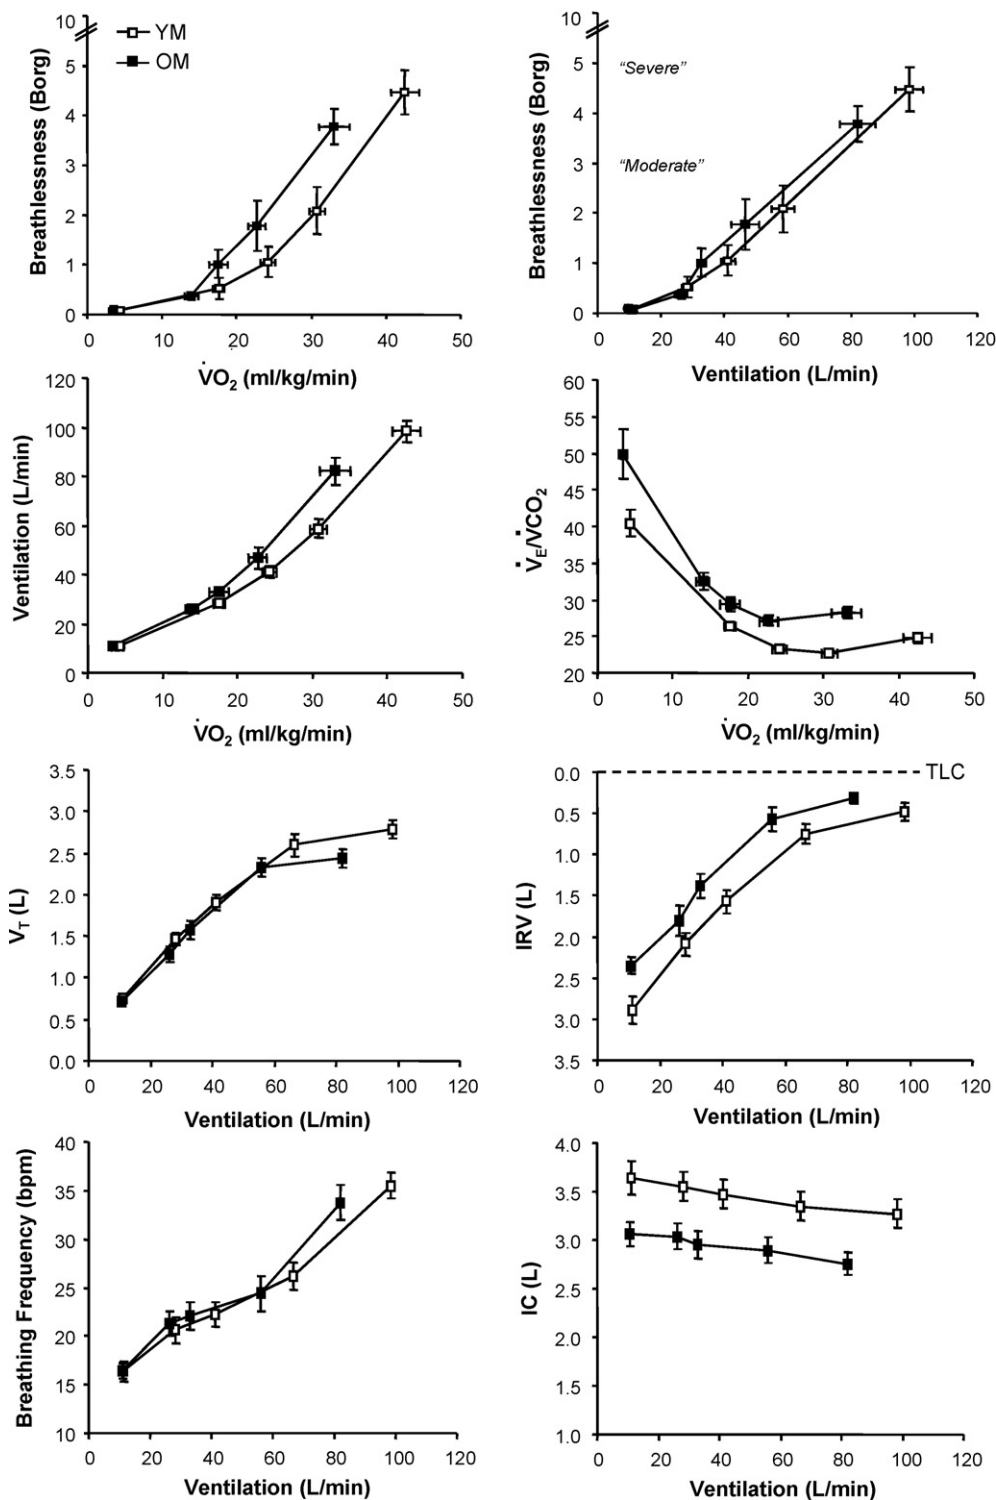 YM
OM
Breathlessness (Borg)
10
5
4
3
2
1
0
0 10 20 30 40 50
V̇O₂ (ml/kg/min)
Breathlessness (Borg)
10
5
4
3
2
1
0
"Severe"
"Moderate"
0 20 40 60 80 100 120
Ventilation (L/min)
Ventilation (L/min)
120
100
80
60
40
20
0
0 10 20 30 40 50
V̇O₂ (ml/kg/min)
V̇E/V̇CO₂
60
55
50
45
40
35
30
25
20
0 10 20 30 40 50
V̇O₂ (ml/kg/min)
VT (L)
3.5
3.0
2.5
2.0
1.5
1.0
0.5
0.0
0 20 40 60 80 100 120
Ventilation (L/min)
IRV (L)
0.0
0.5
1.0
1.5
2.0
2.5
3.0
3.5
TLC
0 20 40 60 80 100 120
Ventilation (L/min)
Breathing Frequency (bpm)
40
35
30
25
20
15
10
0 20 40 60 80 100 120
Ventilation (L/min)
IC (L)
4.0
3.5
3.0
2.5
2.0
1.5
1.0
0 20 40 60 80 100 120
Ventilation (L/min)